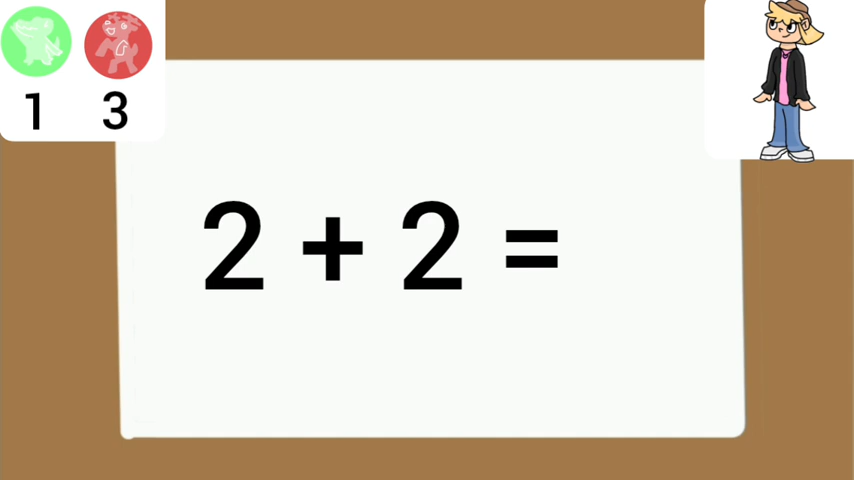 1 3
2 + 2 =